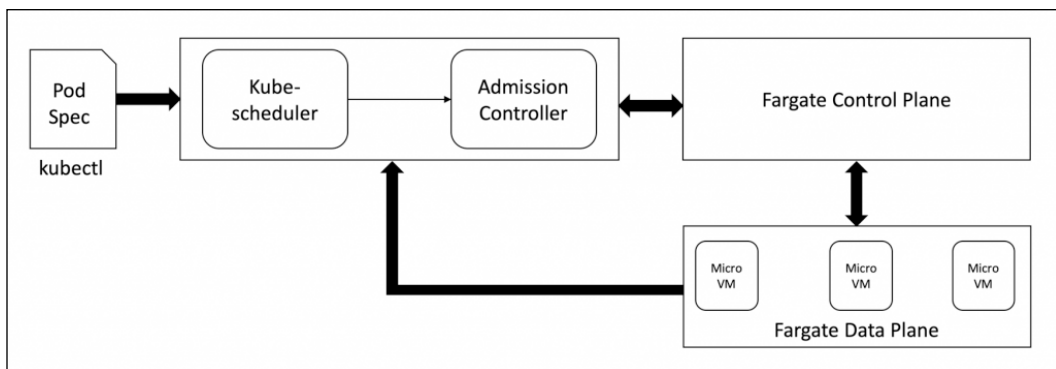 Pod
Spec
kubectl
Kube-
scheduler
Admission
Controller
Fargate Control Plane
Micro
VM
Micro
VM
Micro
VM
Fargate Data Plane